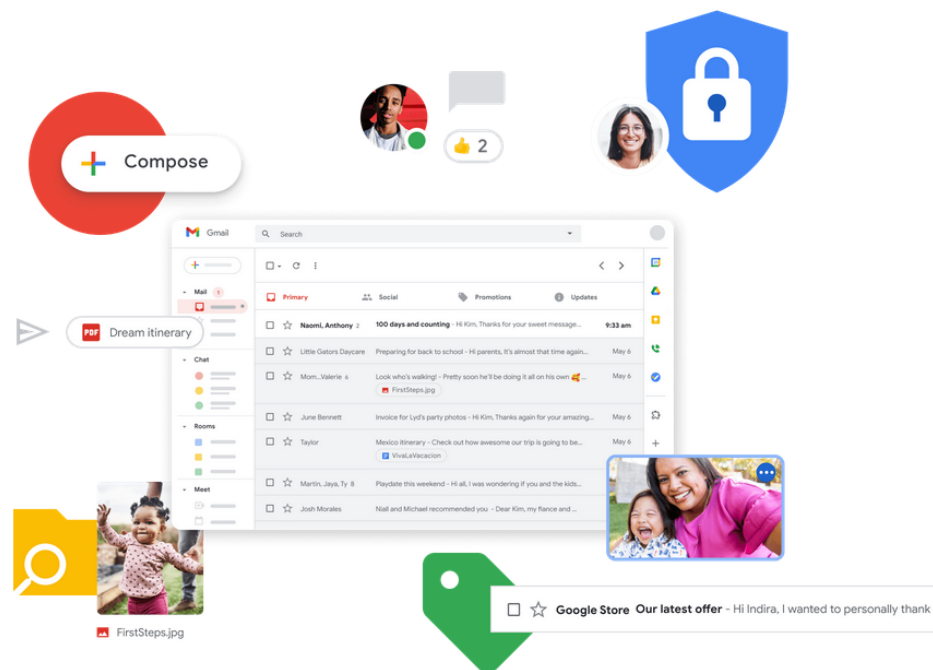 Compose
2
Gmail
Search
Mail 5
Primary
Social
Promotions
Updates
Naomi, Anthony 2 100 days and counting - Hi Kim, Thanks for your sweet message... 9:33 am
PDF Dream itinerary
Little Gators Daycare Preparing for back to school - Hi parents, It's almost that time again... May 6
Chat
Mom...Valerie 6 Look who's walking! - Pretty soon he'll be doing it all on his own 🥰... May 6
FirstSteps.jpg
June Bennett Invoice for Lyd's party photos - Hi Kim, Thanks again for your amazing... May 6
Rooms
Taylor Mexico itinerary - Check out how awesome our trip is going to be... May 6
VivaLaVacacion
Martin, Jaya, Ty 8 Playdate this weekend - Hi all, I was wondering if you and the kids...
Meet
Josh Morales Niall and Michael recommended you - Dear Kim, my fiance and ...
Google Store Our latest offer - Hi Indira, I wanted to personally thank
FirstSteps.jpg